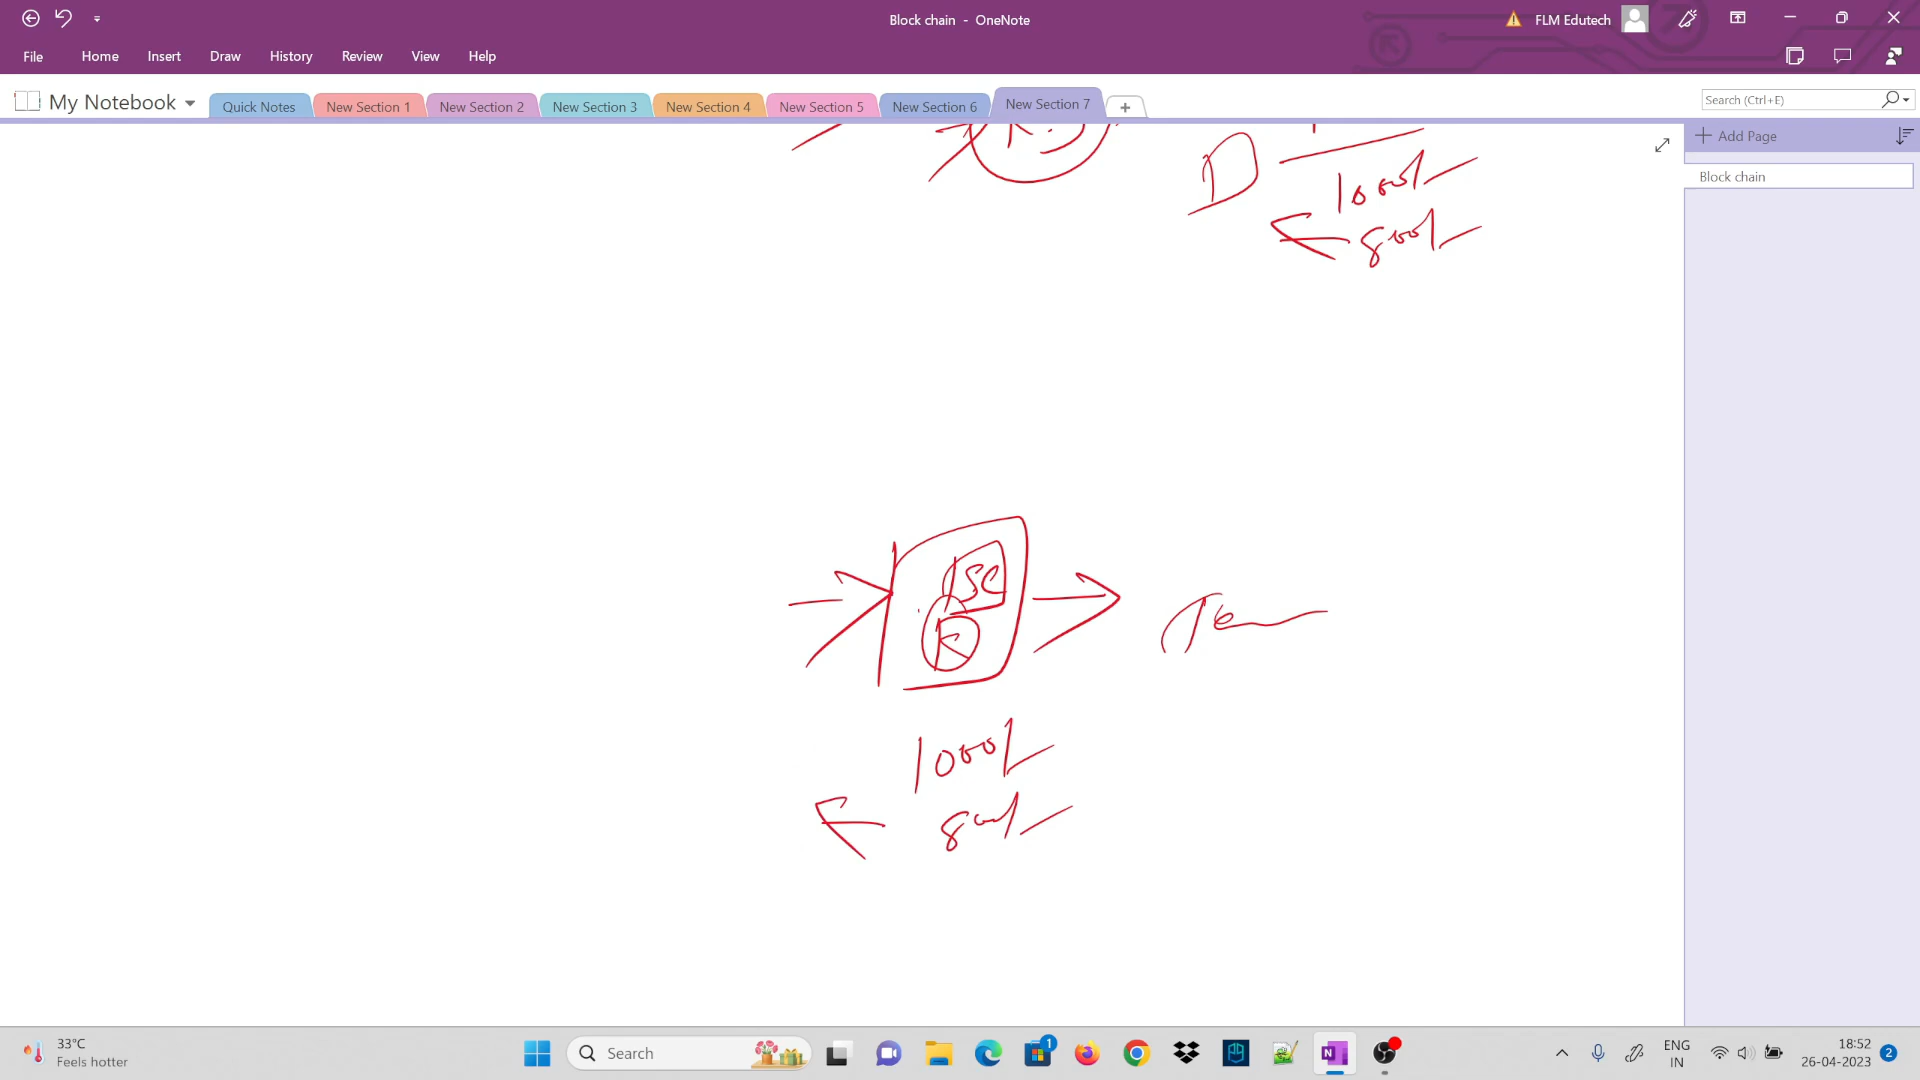 Block chain - OneNote
FLM Edutech
File Home Insert Draw History Review View Help
My Notebook Quick Notes New Section 1 New Section 2 New Section 3 New Section 4 New Section 5 New Section 6 New Section 7
Search (Ctrl+E)
Add Page
Block chain
D
1000/-
800/-
SC
R
1000/-
800/-
33°C
Feels hotter
Search
1
ENG
IN
18:52
26-04-2023
2